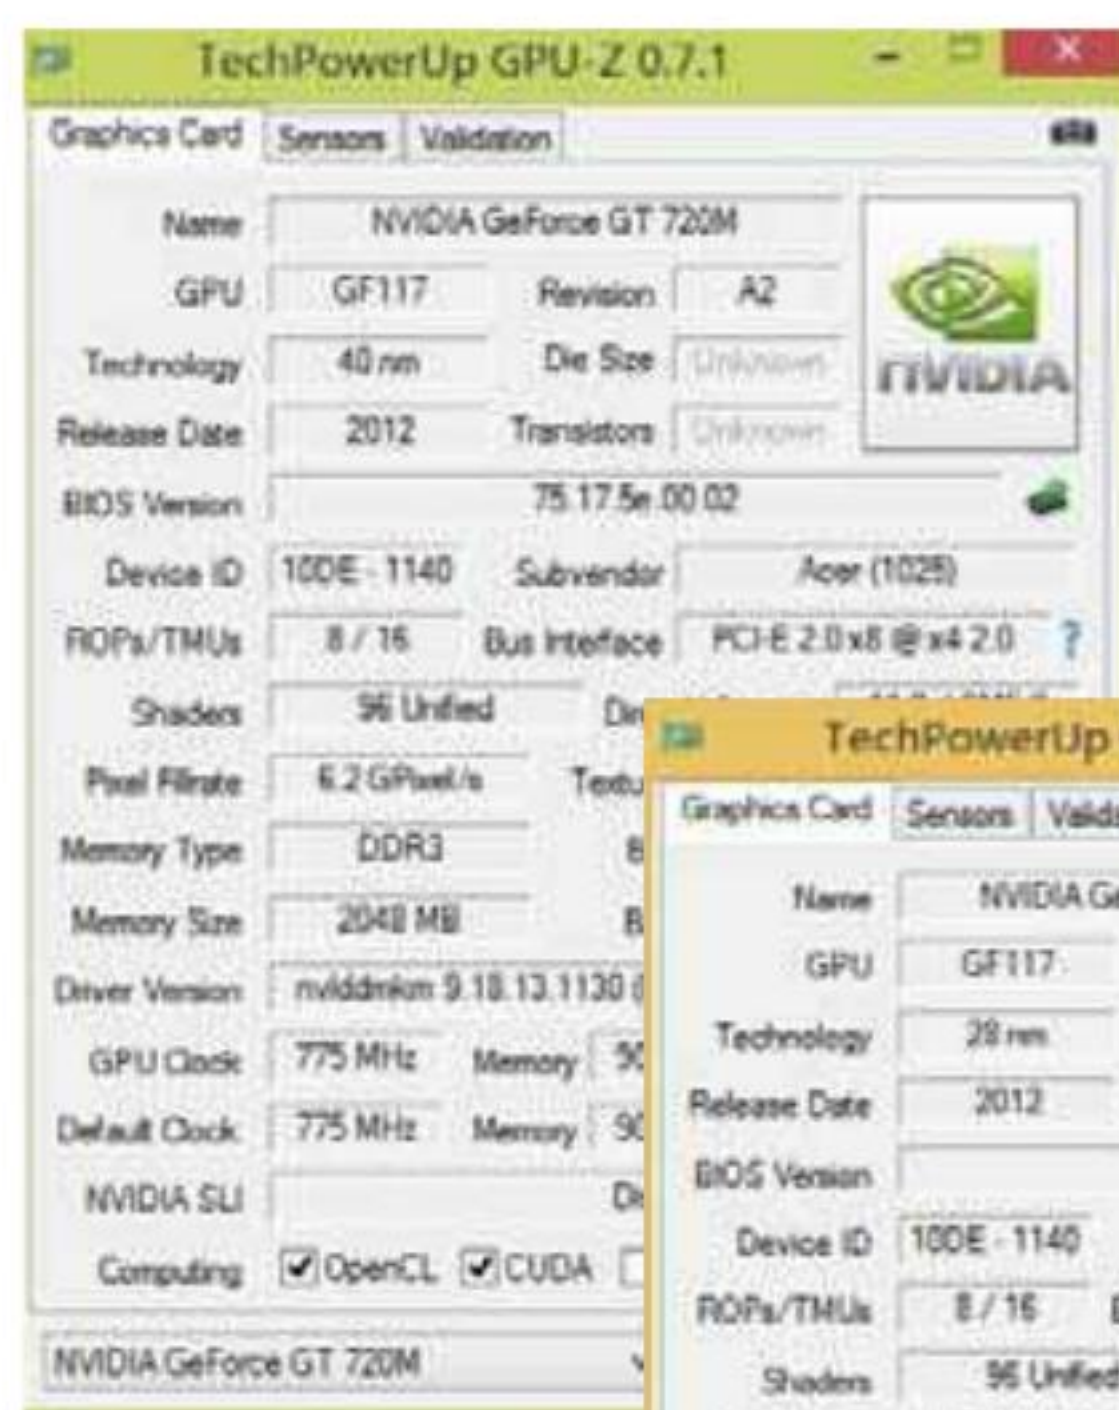 TechPowerUp GPU-Z 0.7.1
Graphics Card Sensors Validation
Name NVIDIA GeForce GT 720M
GPU GF117 Revision A2
nVIDIA
Technology 40 nm Die Size Unknown
Release Date 2012 Transistors Unknown
BIOS Version 75.17.5e.00.02
Device ID 10DE - 1140 Subvendor Acer (1025)
ROPs/TMUs 8 / 16 Bus Interface PCI-E 2.0 x8 @ x4 2.0 ?
Shaders 96 Unified
Pixel Fillrate 6.2 GPixel/s
Memory Type DDR3
Memory Size 2048 MB
Driver Version nvlddmkm 9.18.13.1130
GPU Clock 775 MHz Memory
Default Clock 775 MHz Memory
NVIDIA SLI
Computing OpenCL CUDA
NVIDIA GeForce GT 720M
TechPowerUp
Graphics Card Sensors
Name NVIDIA
GPU GF117
Technology 28 nm
Release Date 2012
BIOS Version
Device ID 10DE - 1140
ROPs/TMUs 8 / 16
Shaders 96 Unified